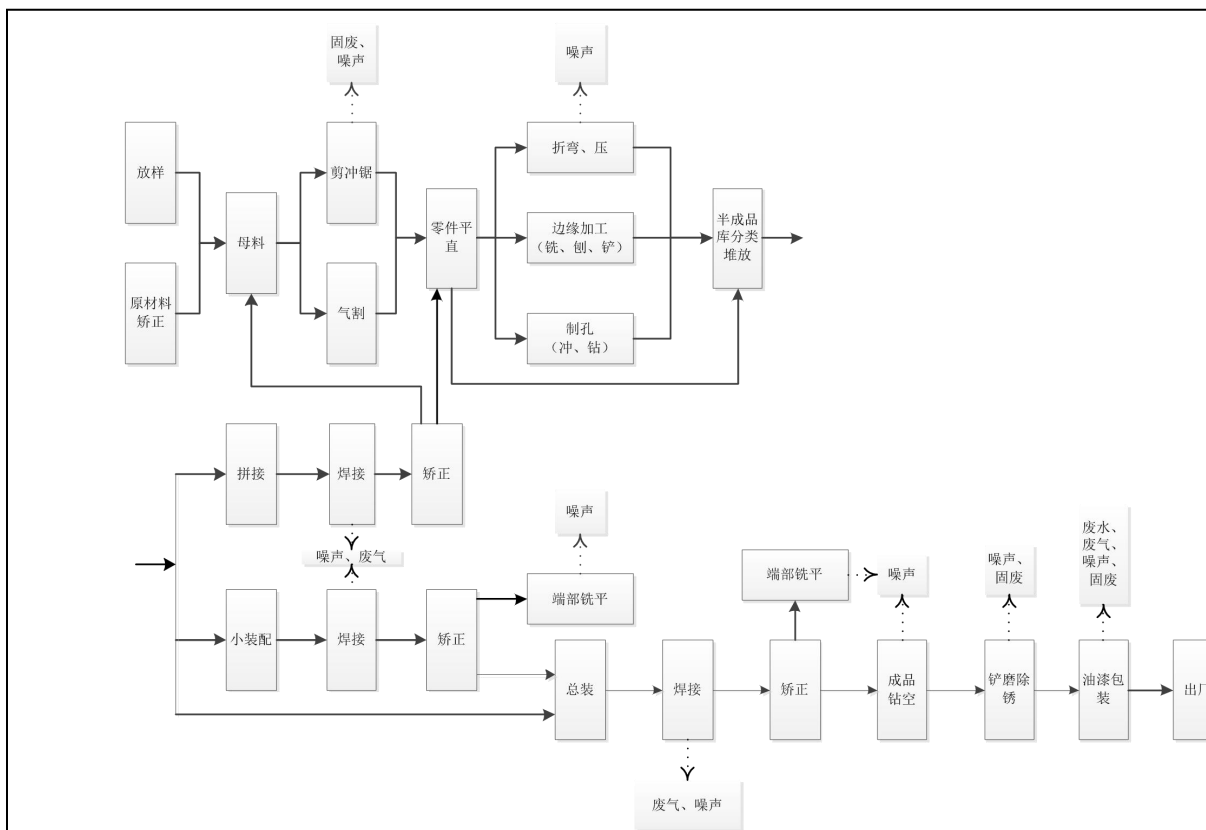 固废、
噪声
噪声
放样
剪冲锯
折弯、压
母料
零件平
直
边缘加工
（铣、刨、铲）
半成品
库分类
堆放
原材料
矫正
气割
制孔
（冲、钻）
拼接
焊接
矫正
噪声
噪声、废气
端部铣平
端部铣平
噪声
噪声、
固废
废水、
废气、
噪声、
固废
小装配
焊接
矫正
总装
焊接
矫正
成品
钻空
铲磨除
锈
油漆包
装
出厂
废气、噪声